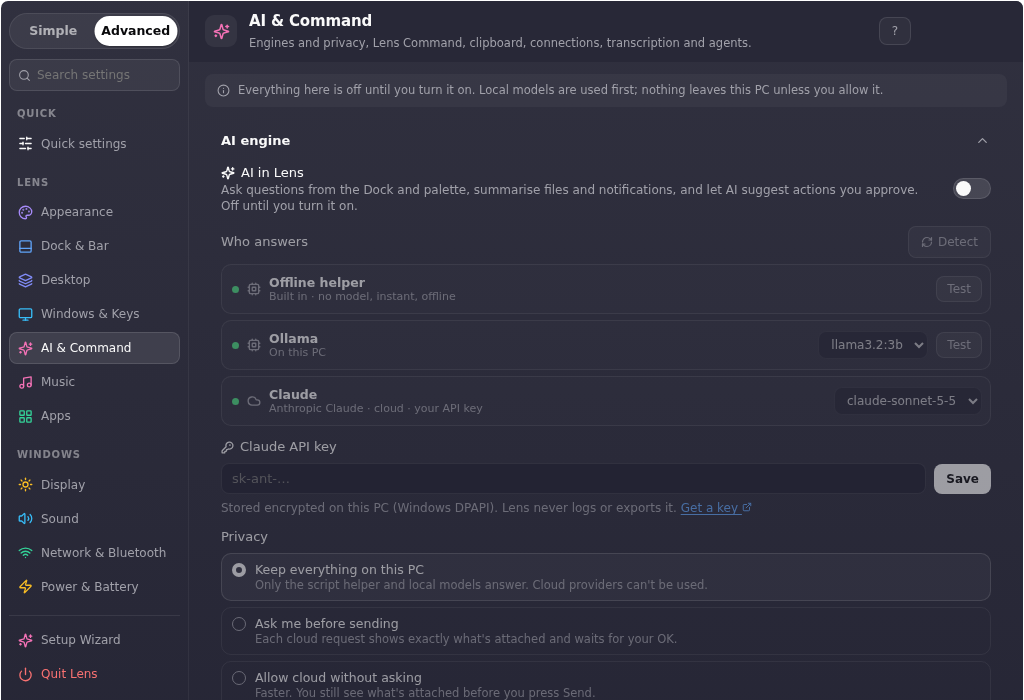 Simple
Advanced
Search settings
QUICK
Quick settings
LENS
Appearance
Dock & Bar
Desktop
Windows & Keys
AI & Command
Music
Apps
WINDOWS
Display
Sound
Network & Bluetooth
Power & Battery
Setup Wizard
Quit Lens
AI & Command
Engines and privacy, Lens Command, clipboard, connections, transcription and agents.
?
Everything here is off until you turn it on. Local models are used first; nothing leaves this PC unless you allow it.
AI engine
AI in Lens
Ask questions from the Dock and palette, summarise files and notifications, and let AI suggest actions you approve.
Off until you turn it on.
Who answers
Detect
Offline helper
Built in · no model, instant, offline
Test
Ollama
On this PC
llama3.2:3b
Test
Claude
Anthropic Claude · cloud · your API key
claude-sonnet-5-5
Claude API key
sk-ant-...
Save
Stored encrypted on this PC (Windows DPAPI). Lens never logs or exports it. Get a key
Privacy
Keep everything on this PC
Only the script helper and local models answer. Cloud providers can't be used.
Ask me before sending
Each cloud request shows exactly what's attached and waits for your OK.
Allow cloud without asking
Faster. You still see what's attached before you press Send.